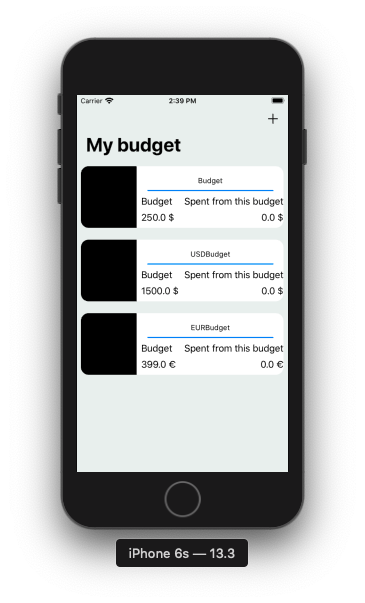 Carrier 2:39 PM
My budget
Budget
Budget Spent from this budget
250.0 $ 0.0 $
USDBudget
Budget Spent from this budget
1500.0 $ 0.0 $
EURBudget
Budget Spent from this budget
399.0 € 0.0 €
iPhone 6s — 13.3